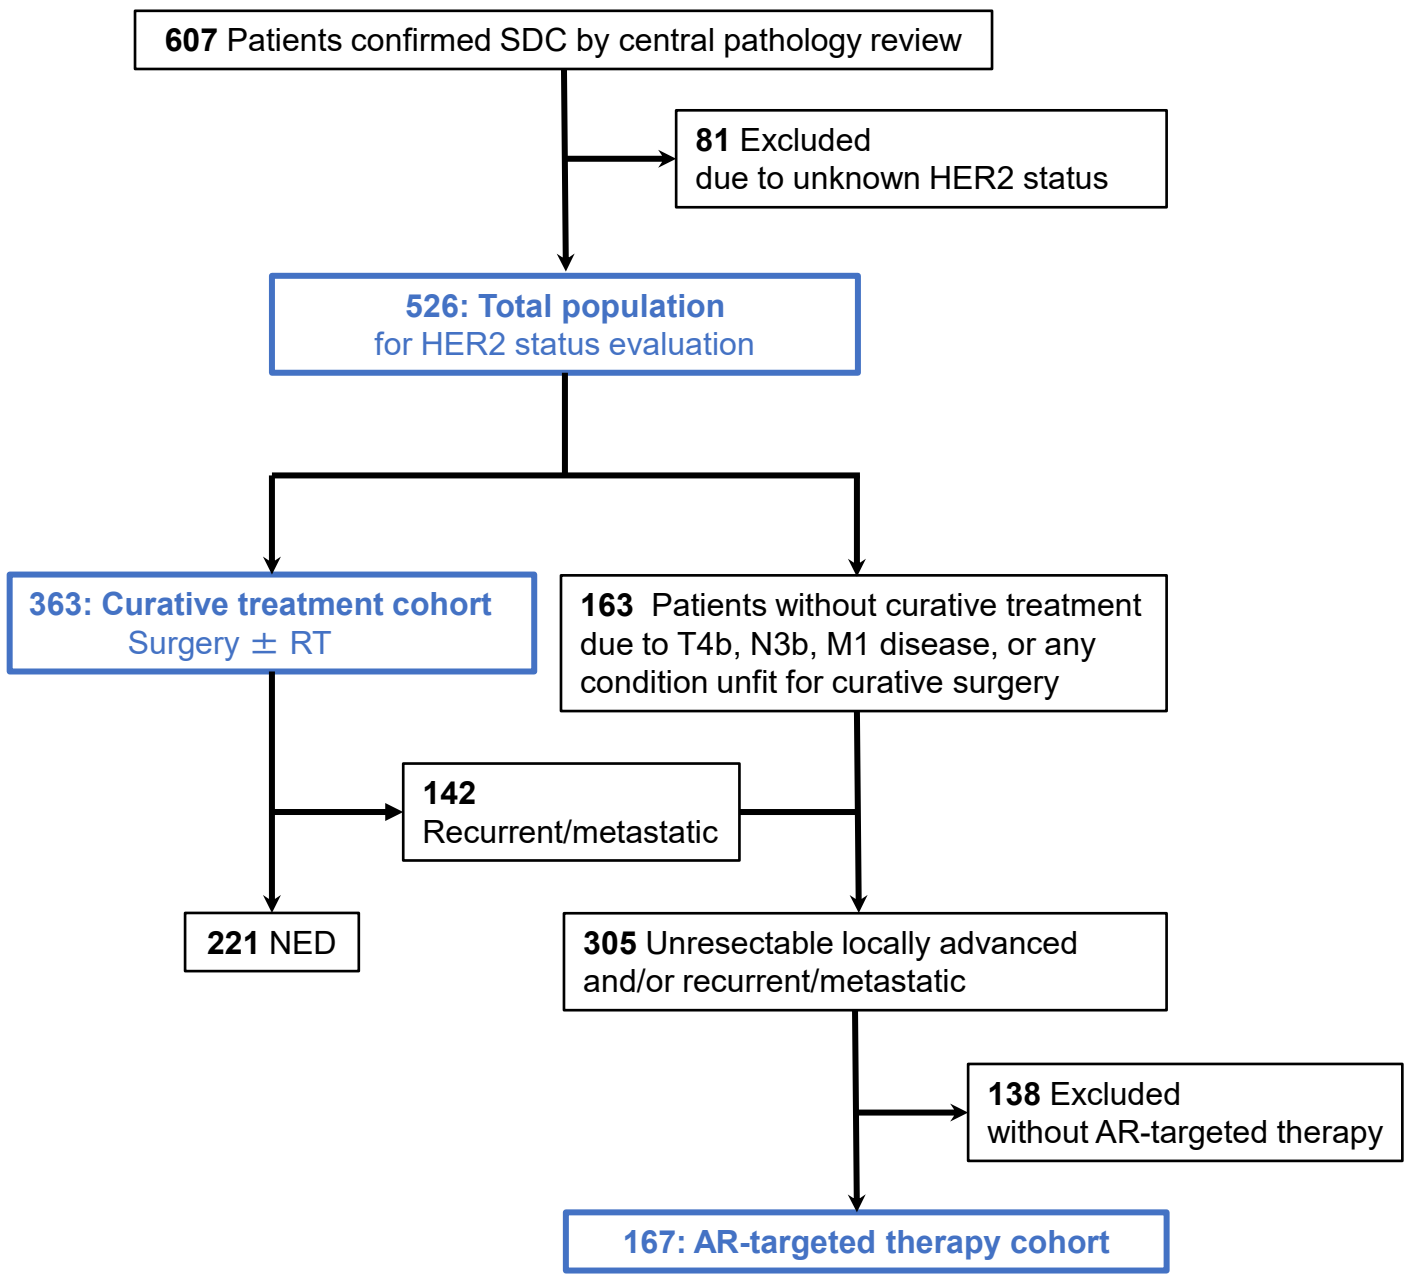 607 Patients confirmed SDC by central pathology review
81 Excluded
due to unknown HER2 status
526: Total population
for HER2 status evaluation
363: Curative treatment cohort
Surgery ± RT
163 Patients without curative treatment
due to T4b, N3b, M1 disease, or any
condition unfit for curative surgery
142
Recurrent/metastatic
221 NED
305 Unresectable locally advanced
and/or recurrent/metastatic
138 Excluded
without AR-targeted therapy
167: AR-targeted therapy cohort